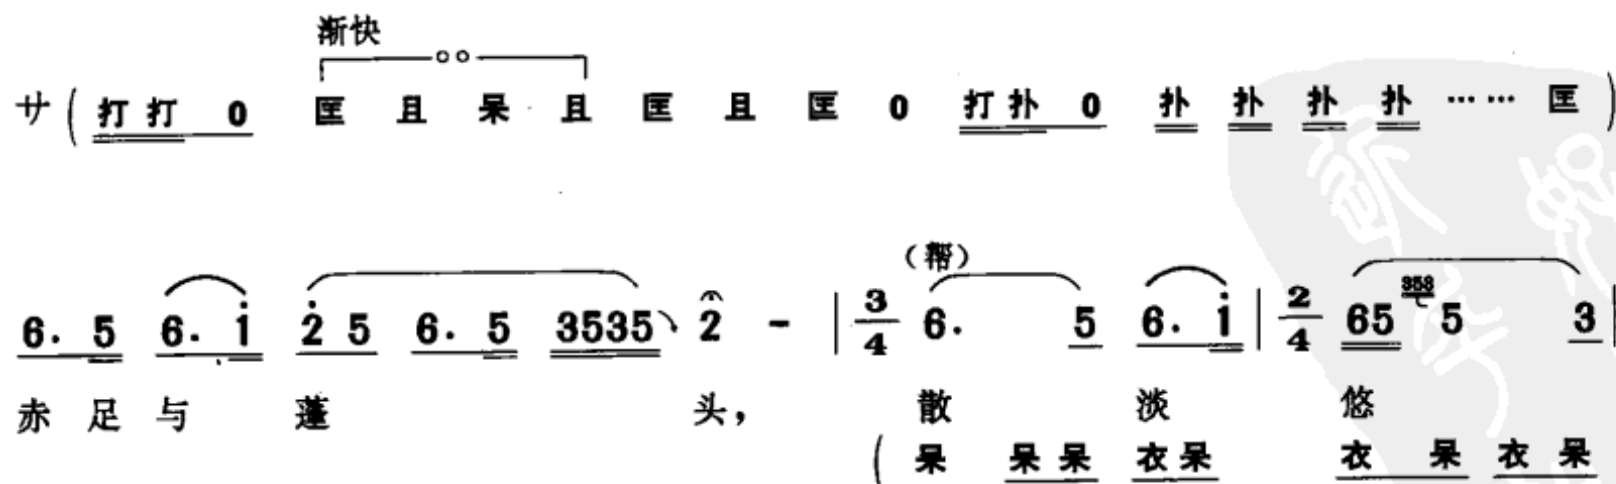 渐快
サ ( 打 打 0 匡 且 呆 且 匡 且 匡 0 打 扑 0 扑 扑 扑 扑 …… 匡 )
(帮)
6. 5 6. i 2 5 6. 5 3535 2 - | 3/4 6. 5 6. i | 2/4 65 353 5 3 |
赤 足 与 蓬 头, 散 淡 悠
( 呆 呆 呆 衣 呆 衣 呆 衣 呆